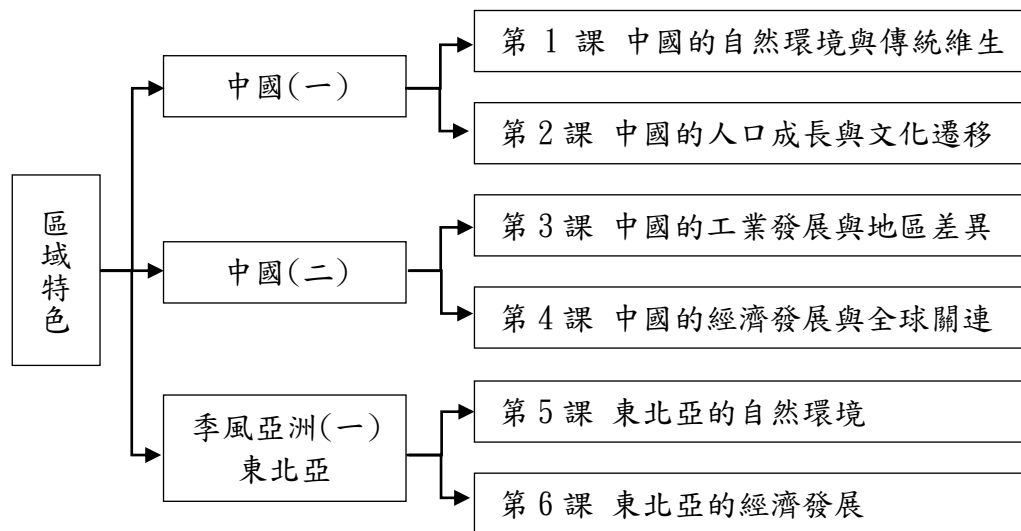 區域特色
中國(一)
第 1 課 中國的自然環境與傳統維生
第 2 課 中國的人口成長與文化遷移
中國(二)
第 3 課 中國的工業發展與地區差異
第 4 課 中國的經濟發展與全球關連
季風亞洲(一)
東北亞
第 5 課 東北亞的自然環境
第 6 課 東北亞的經濟發展